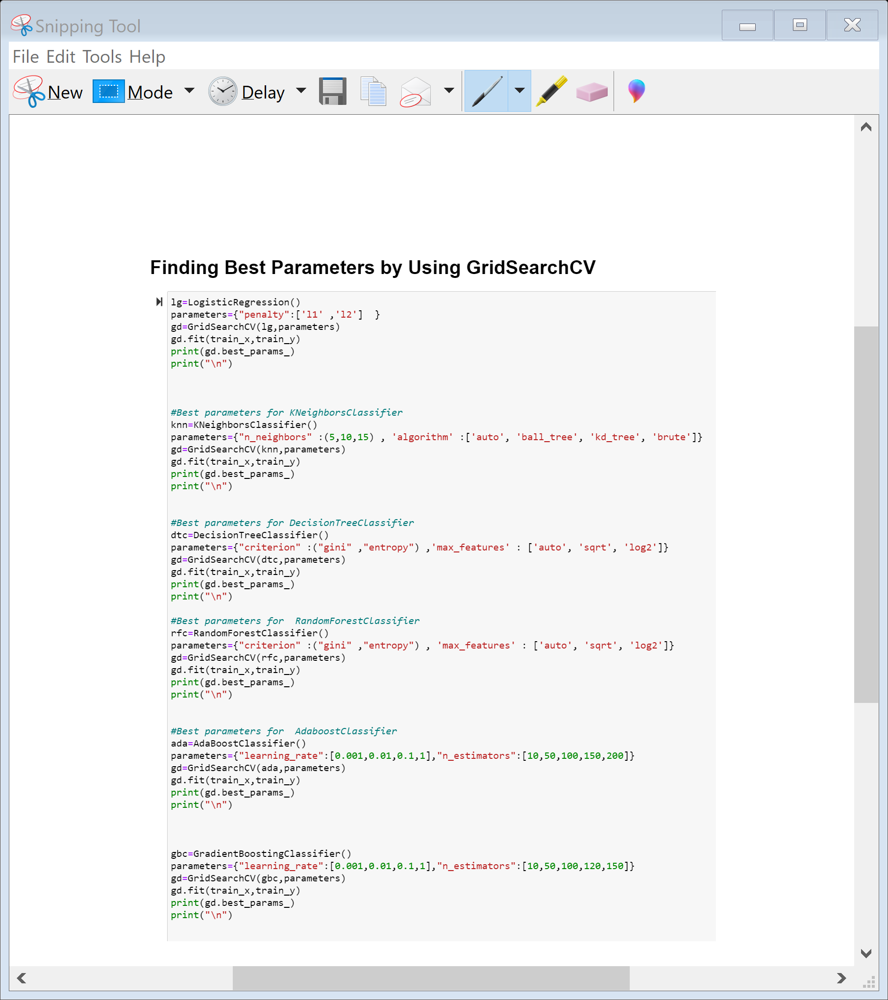 Snipping Tool
File Edit Tools Help
New Mode Delay
Finding Best Parameters by Using GridSearchCV
lg=LogisticRegression()
parameters={"penalty":['l1' ,'l2']  }
gd=GridSearchCV(lg,parameters)
gd.fit(train_x,train_y)
print(gd.best_params_)
print("\n")
#Best parameters for KNeighborsClassifier
knn=KNeighborsClassifier()
parameters={"n_neighbors" :(5,10,15) , 'algorithm' :['auto', 'ball_tree', 'kd_tree', 'brute']}
gd=GridSearchCV(knn,parameters)
gd.fit(train_x,train_y)
print(gd.best_params_)
print("\n")
#Best parameters for DecisionTreeClassifier
dtc=DecisionTreeClassifier()
parameters={"criterion" :("gini" ,"entropy") ,'max_features' : ['auto', 'sqrt', 'log2']}
gd=GridSearchCV(dtc,parameters)
gd.fit(train_x,train_y)
print(gd.best_params_)
print("\n")
#Best parameters for  RandomForestClassifier
rfc=RandomForestClassifier()
parameters={"criterion" :("gini" ,"entropy") , 'max_features' : ['auto', 'sqrt', 'log2']}
gd=GridSearchCV(rfc,parameters)
gd.fit(train_x,train_y)
print(gd.best_params_)
print("\n")
#Best parameters for  AdaboostClassifier
ada=AdaBoostClassifier()
parameters={"learning_rate":[0.001,0.01,0.1,1],"n_estimators":[10,50,100,150,200]}
gd=GridSearchCV(ada,parameters)
gd.fit(train_x,train_y)
print(gd.best_params_)
print("\n")
gbc=GradientBoostingClassifier()
parameters={"learning_rate":[0.001,0.01,0.1,1],"n_estimators":[10,50,100,120,150]}
gd=GridSearchCV(gbc,parameters)
gd.fit(train_x,train_y)
print(gd.best_params_)
print("\n")